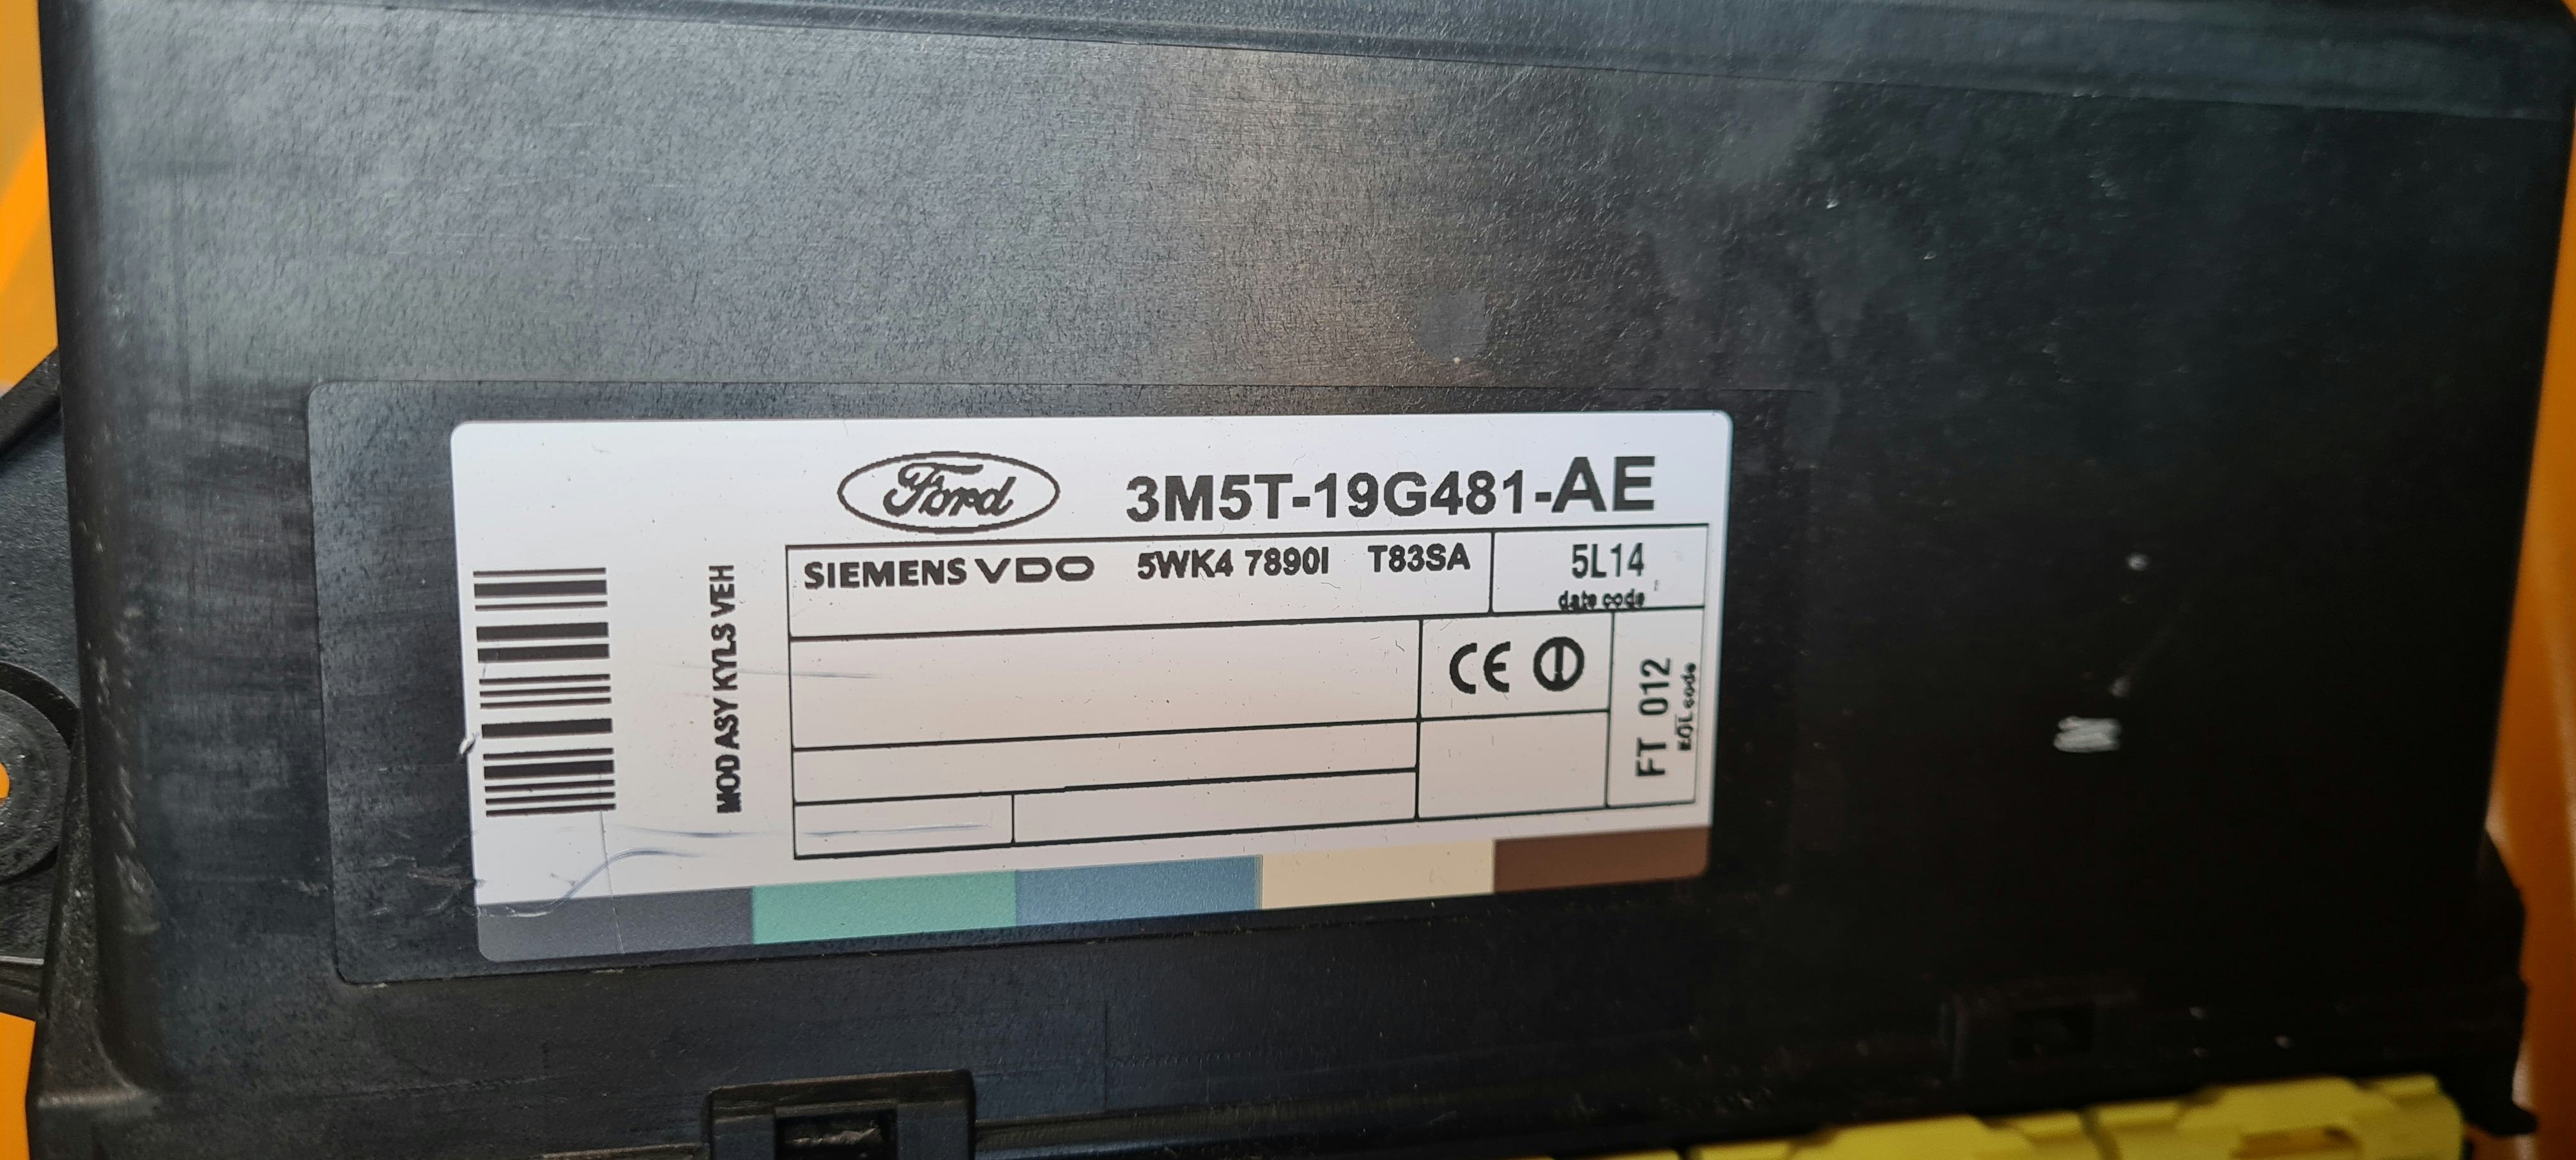 Ford 3M5T-19G481-AE
SIEMENS VDO 5WK4 7890I T83SA
5L14
date code
CE
FT 012
EOL code
MOD ASY KYLS VEH